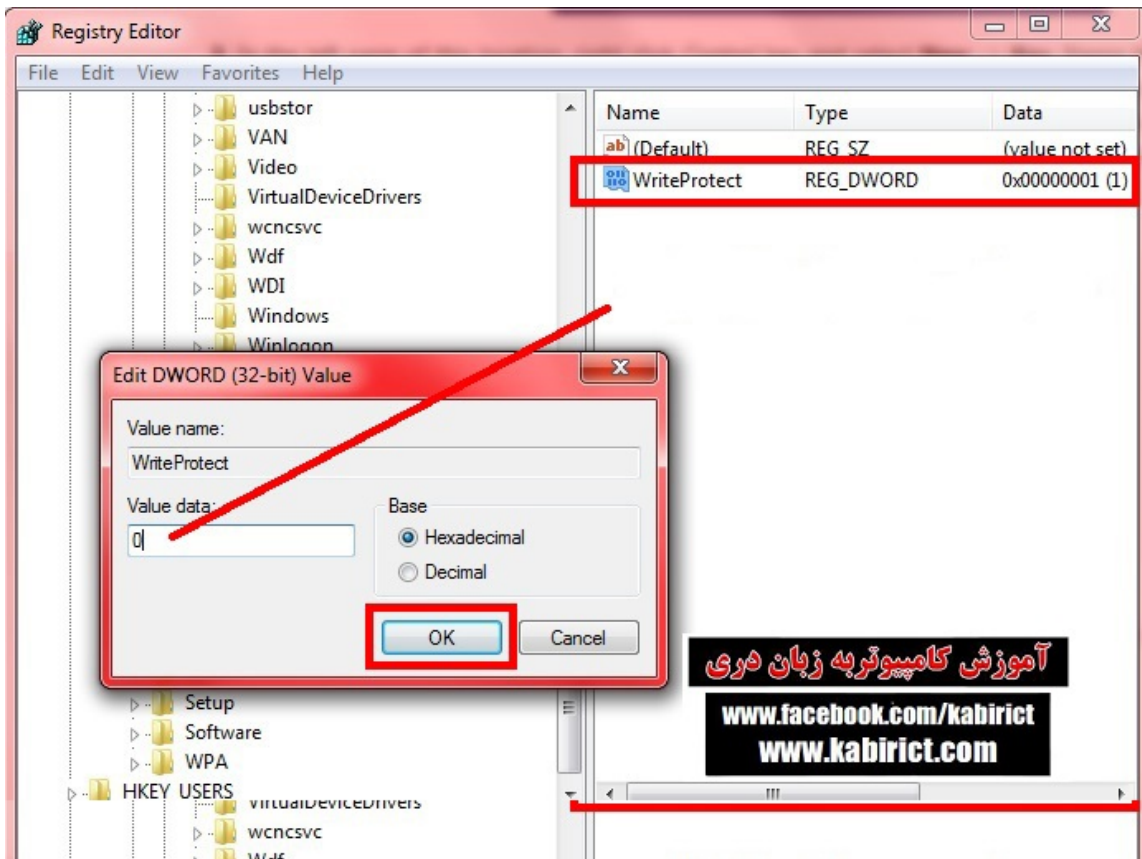 Registry Editor
File Edit View Favorites Help
usbstor
VAN
Video
VirtualDeviceDrivers
wcncsvc
Wdf
WDI
Windows
Winlogon
Name Type Data
(Default) REG_SZ (value not set)
WriteProtect REG_DWORD 0x00000001 (1)
Edit DWORD (32-bit) Value
Value name:
WriteProtect
Value data:
0
Base
Hexadecimal
Decimal
OK Cancel
Setup
Software
WPA
HKEY_USERS
VirtualDeviceDrivers
wcncsvc
Wdf
آموزش کامپیوتربه زبان دری
www.facebook.com/kabirict
www.kabirict.com